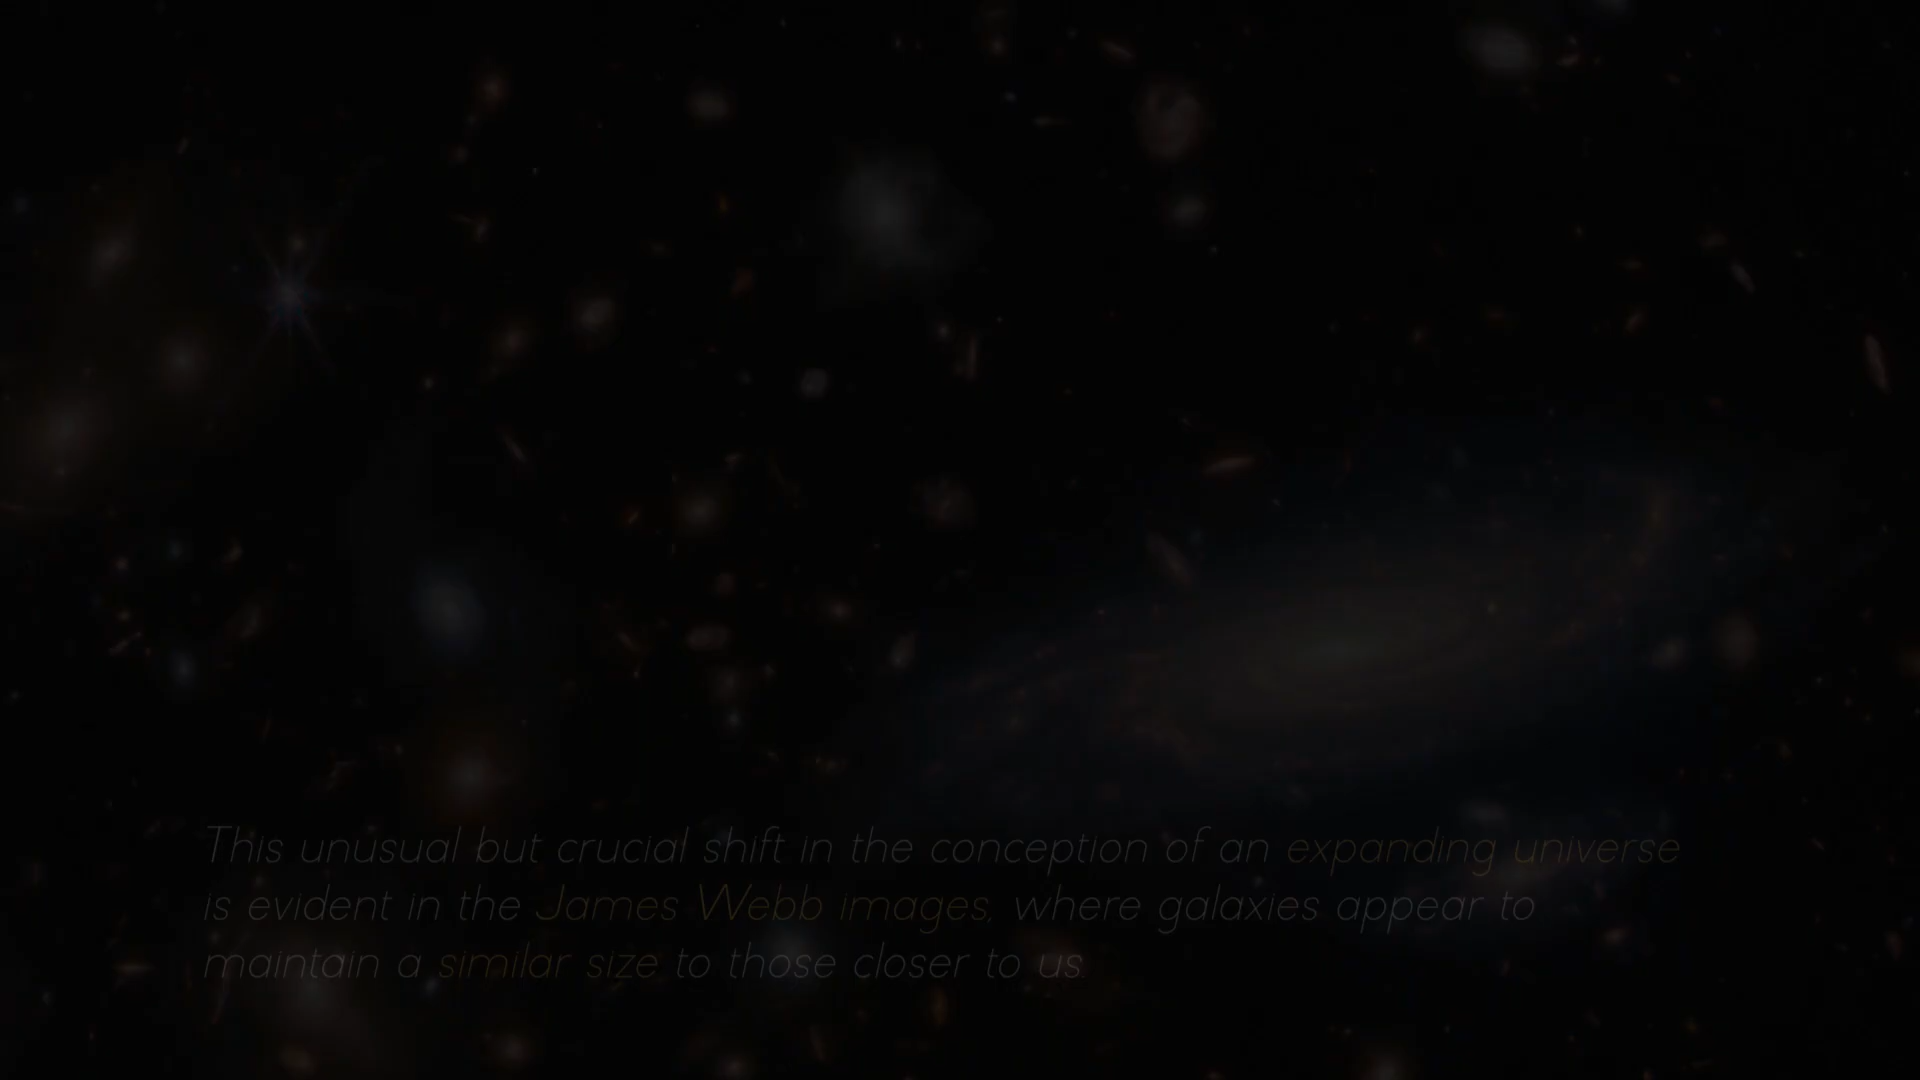 This unusual but crucial shift in the conception of an expanding universe
is evident in the James Webb images, where galaxies appear to
maintain a similar size to those closer to us.